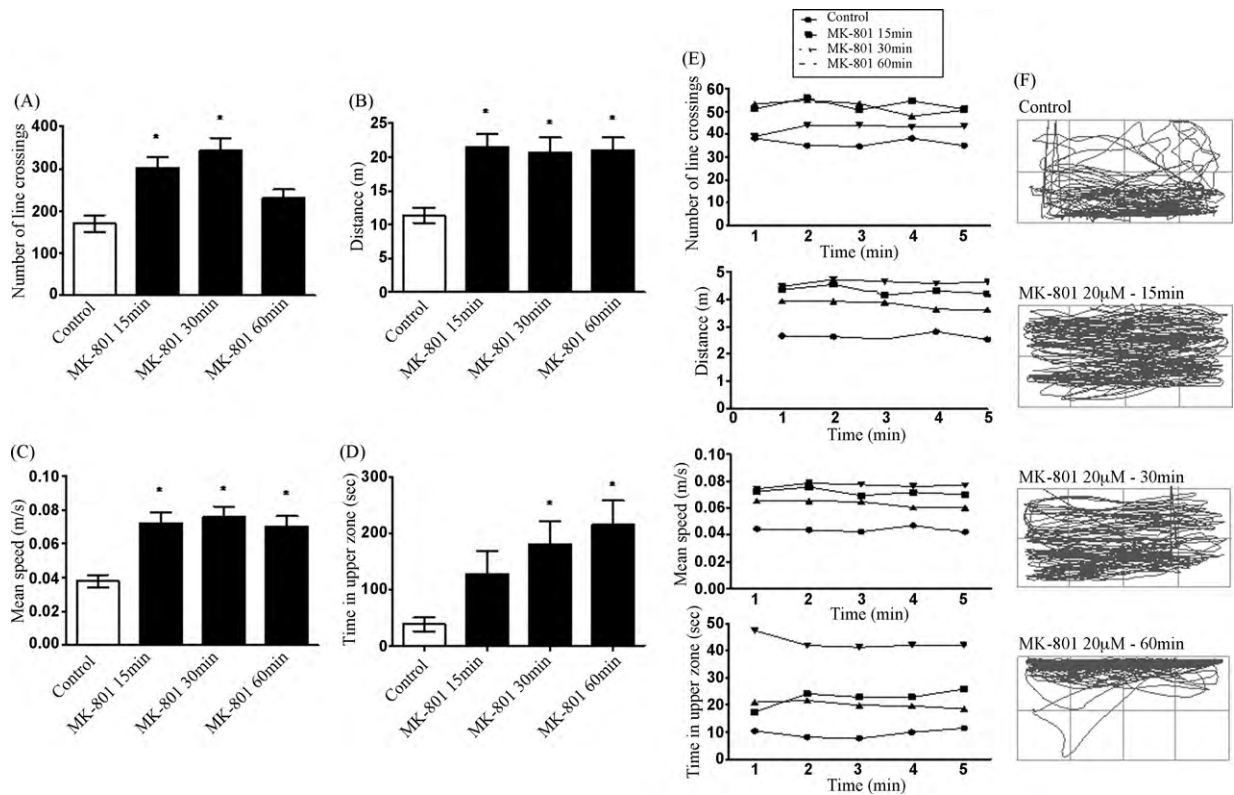 (A)
Number of line crossings
400
300
200
100
0
*
*
Control
MK-801 15min
MK-801 30min
MK-801 60min
(B)
Distance (m)
25
20
15
10
5
0
*
*
*
Control
MK-801 15min
MK-801 30min
MK-801 60min
(C)
Mean speed (m/s)
0.10
0.08
0.06
0.04
0.02
0.00
*
*
*
Control
MK-801 15min
MK-801 30min
MK-801 60min
(D)
Time in upper zone (sec)
300
200
100
0
*
*
Control
MK-801 15min
MK-801 30min
MK-801 60min
Control
MK-801 15min
MK-801 30min
MK-801 60min
(E)
Number of line crossings
60
50
40
30
20
10
0
1 2 3 4 5
Time (min)
Distance (m)
5
4
3
2
1
0
0 1 2 3 4 5
Time (min)
Mean speed (m/s)
0.10
0.08
0.06
0.04
0.02
0.00
1 2 3 4 5
Time (min)
Time in upper zone (sec)
50
40
30
20
10
0
1 2 3 4 5
Time (min)
(F)
Control
MK-801 20μM - 15min
MK-801 20μM - 30min
MK-801 20μM - 60min